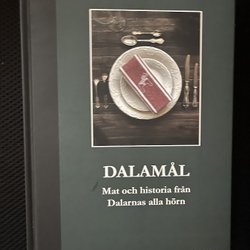 DALAMÅL
Mat och historia från
Dalarnas alla hörn